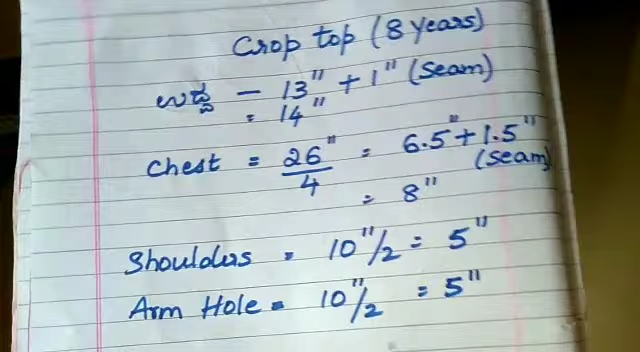 Crop top (8 years)
ಉದ್ದ - 13" + 1" (seam)
= 14"
Chest = 26"/4 = 6.5" + 1.5" (seam)
= 8"
Shoulders = 10"/2 = 5"
Arm Hole = 10"/2 = 5"